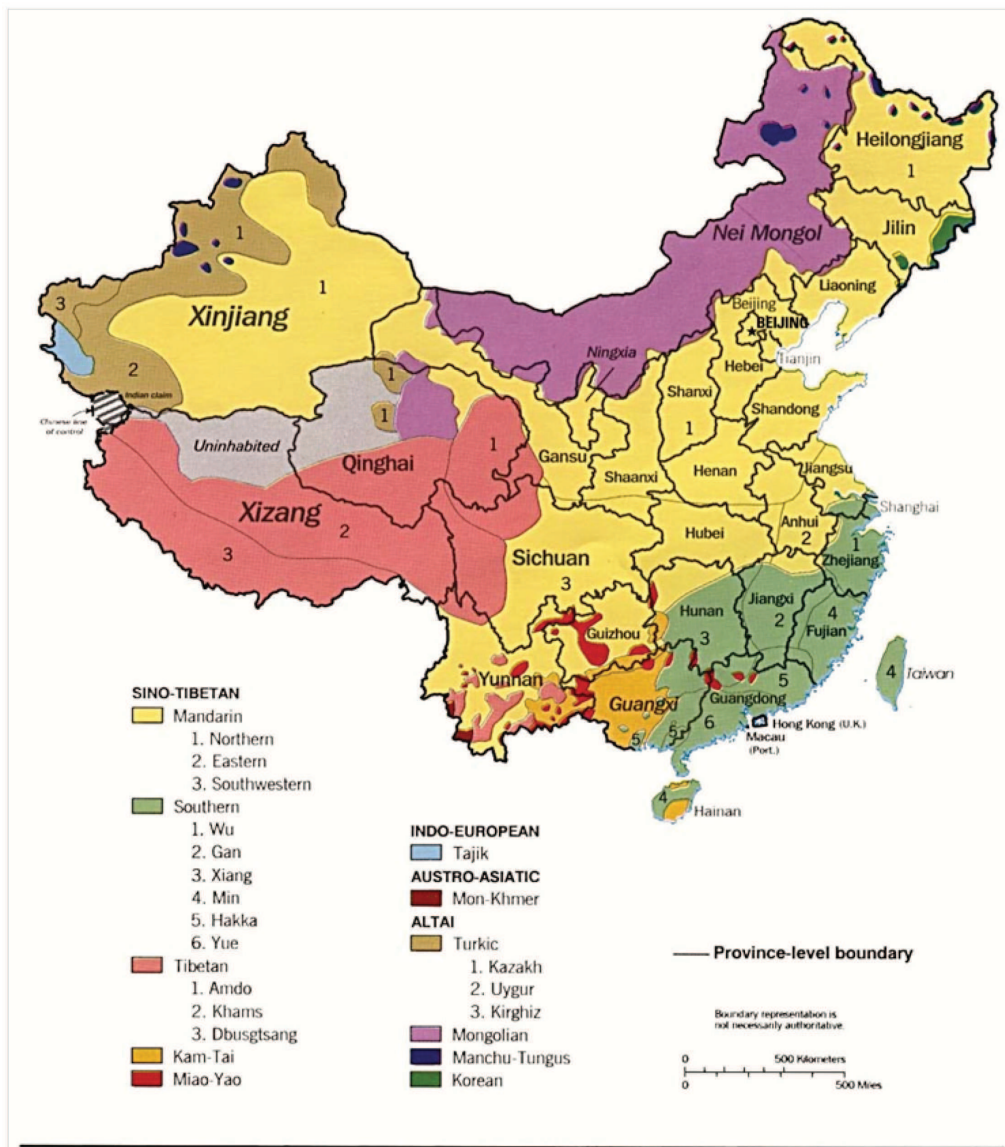 Heilongjiang
1
Jilin
Nei Mongol
Liaoning
1
Xinjiang
1
3
2
Beijing
BEIJING
Tianjin
Ningxia
Hebei
Indian claim
Chinese line
of control
1
Shanxi
1
Shandong
1
Uninhabited
Qinghai
1
Gansu
Shaanxi
Henan
Jiangsu
Xizang
2
3
Shanghai
Anhui
2
Hubei
1
Zhejiang
Sichuan
3
Hunan
3
Jiangxi
2
4
Fujian
Guizhou
Yunnan
4
Taiwan
Guangxi
Guangdong
5
6
5
5
Hong Kong (U.K.)
Macau
(Port.)
4
Hainan
SINO-TIBETAN
Mandarin
1. Northern
2. Eastern
3. Southwestern
Southern
1. Wu
2. Gan
3. Xiang
4. Min
5. Hakka
6. Yue
Tibetan
1. Amdo
2. Khams
3. Dbusgtsang
Kam-Tai
Miao-Yao
INDO-EUROPEAN
Tajik
AUSTRO-ASIATIC
Mon-Khmer
ALTAI
Turkic
1. Kazakh
2. Uygur
3. Kirghiz
Mongolian
Manchu-Tungus
Korean
Province-level boundary
Boundary representation is
not necessarily authoritative.
0 500 Kilometers
0 500 Miles